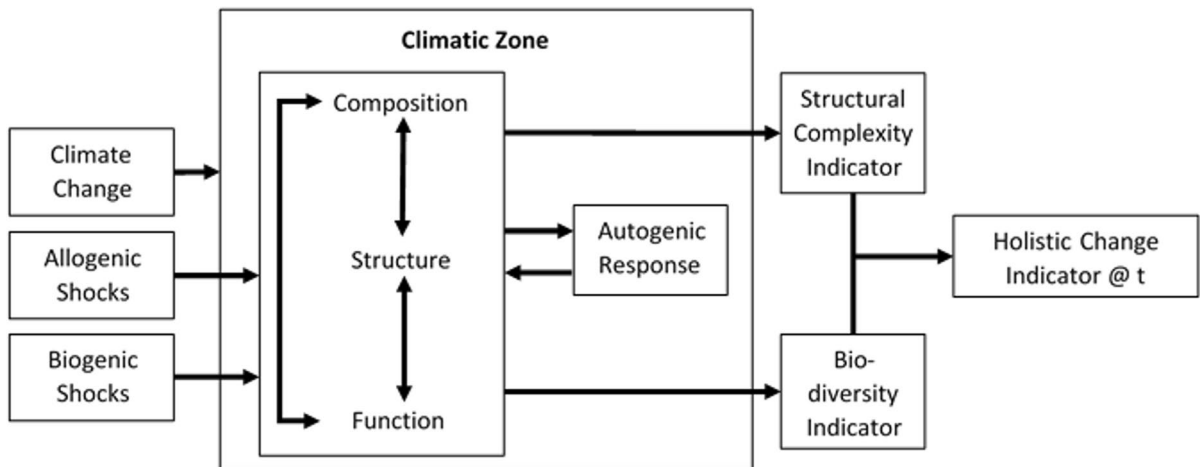 Climatic Zone
Composition
Structure
Function
Climate
Change
Allogenic
Shocks
Biogenic
Shocks
Autogenic
Response
Structural
Complexity
Indicator
Bio-
diversity
Indicator
Holistic Change
Indicator @ t